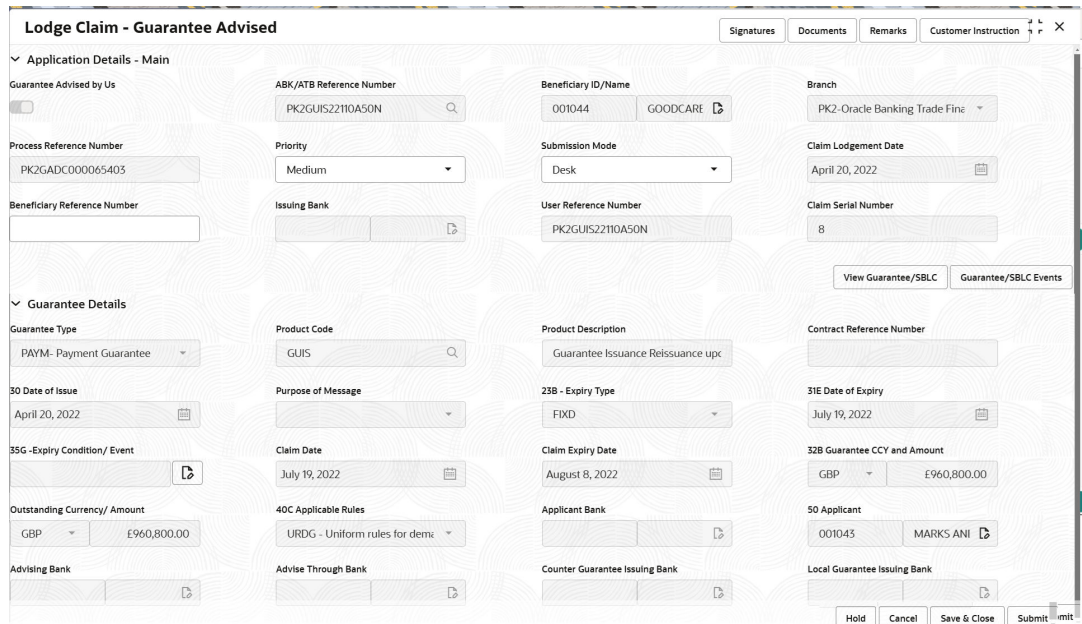 Lodge Claim - Guarantee Advised
Signatures Documents Remarks Customer Instruction
Application Details - Main
Guarantee Advised by Us ABK/ATB Reference Number Beneficiary ID/Name Branch
PK2GUIS22110A50N 001044 GOODCARE PK2-Oracle Banking Trade Fina
Process Reference Number Priority Submission Mode Claim Lodgement Date
PK2GADC000065403 Medium Desk April 20, 2022
Beneficiary Reference Number Issuing Bank User Reference Number Claim Serial Number
PK2GUIS22110A50N 8
View Guarantee/SBLC Guarantee/SBLC Events
Guarantee Details
Guarantee Type Product Code Product Description Contract Reference Number
PAYM- Payment Guarantee GUIS Guarantee Issuance Reissuance upc
30 Date of Issue Purpose of Message 23B - Expiry Type 31E Date of Expiry
April 20, 2022 FIXD July 19, 2022
35G -Expiry Condition/ Event Claim Date Claim Expiry Date 32B Guarantee CCY and Amount
July 19, 2022 August 8, 2022 GBP £960,800.00
Outstanding Currency/ Amount 40C Applicable Rules Applicant Bank 50 Applicant
GBP £960,800.00 URDG - Uniform rules for dema 001043 MARKS ANI
Advising Bank Advise Through Bank Counter Guarantee Issuing Bank Local Guarantee Issuing Bank
Hold Cancel Save & Close Submit mit